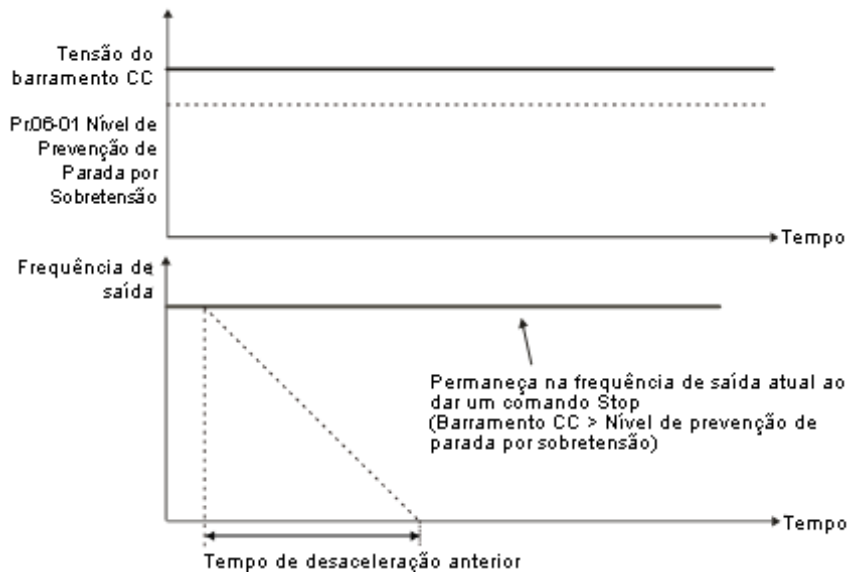 Tensão do
barramento CC
Pr.06-01 Nível de
Prevenção de
Parada por
Sobretensão
Tempo
Frequência de
saída
Permaneça na frequência de saída atual ao
dar um comando Stop
(Barramento CC > Nível de prevenção de
parada por sobretensão)
Tempo
Tempo de desaceleração anterior